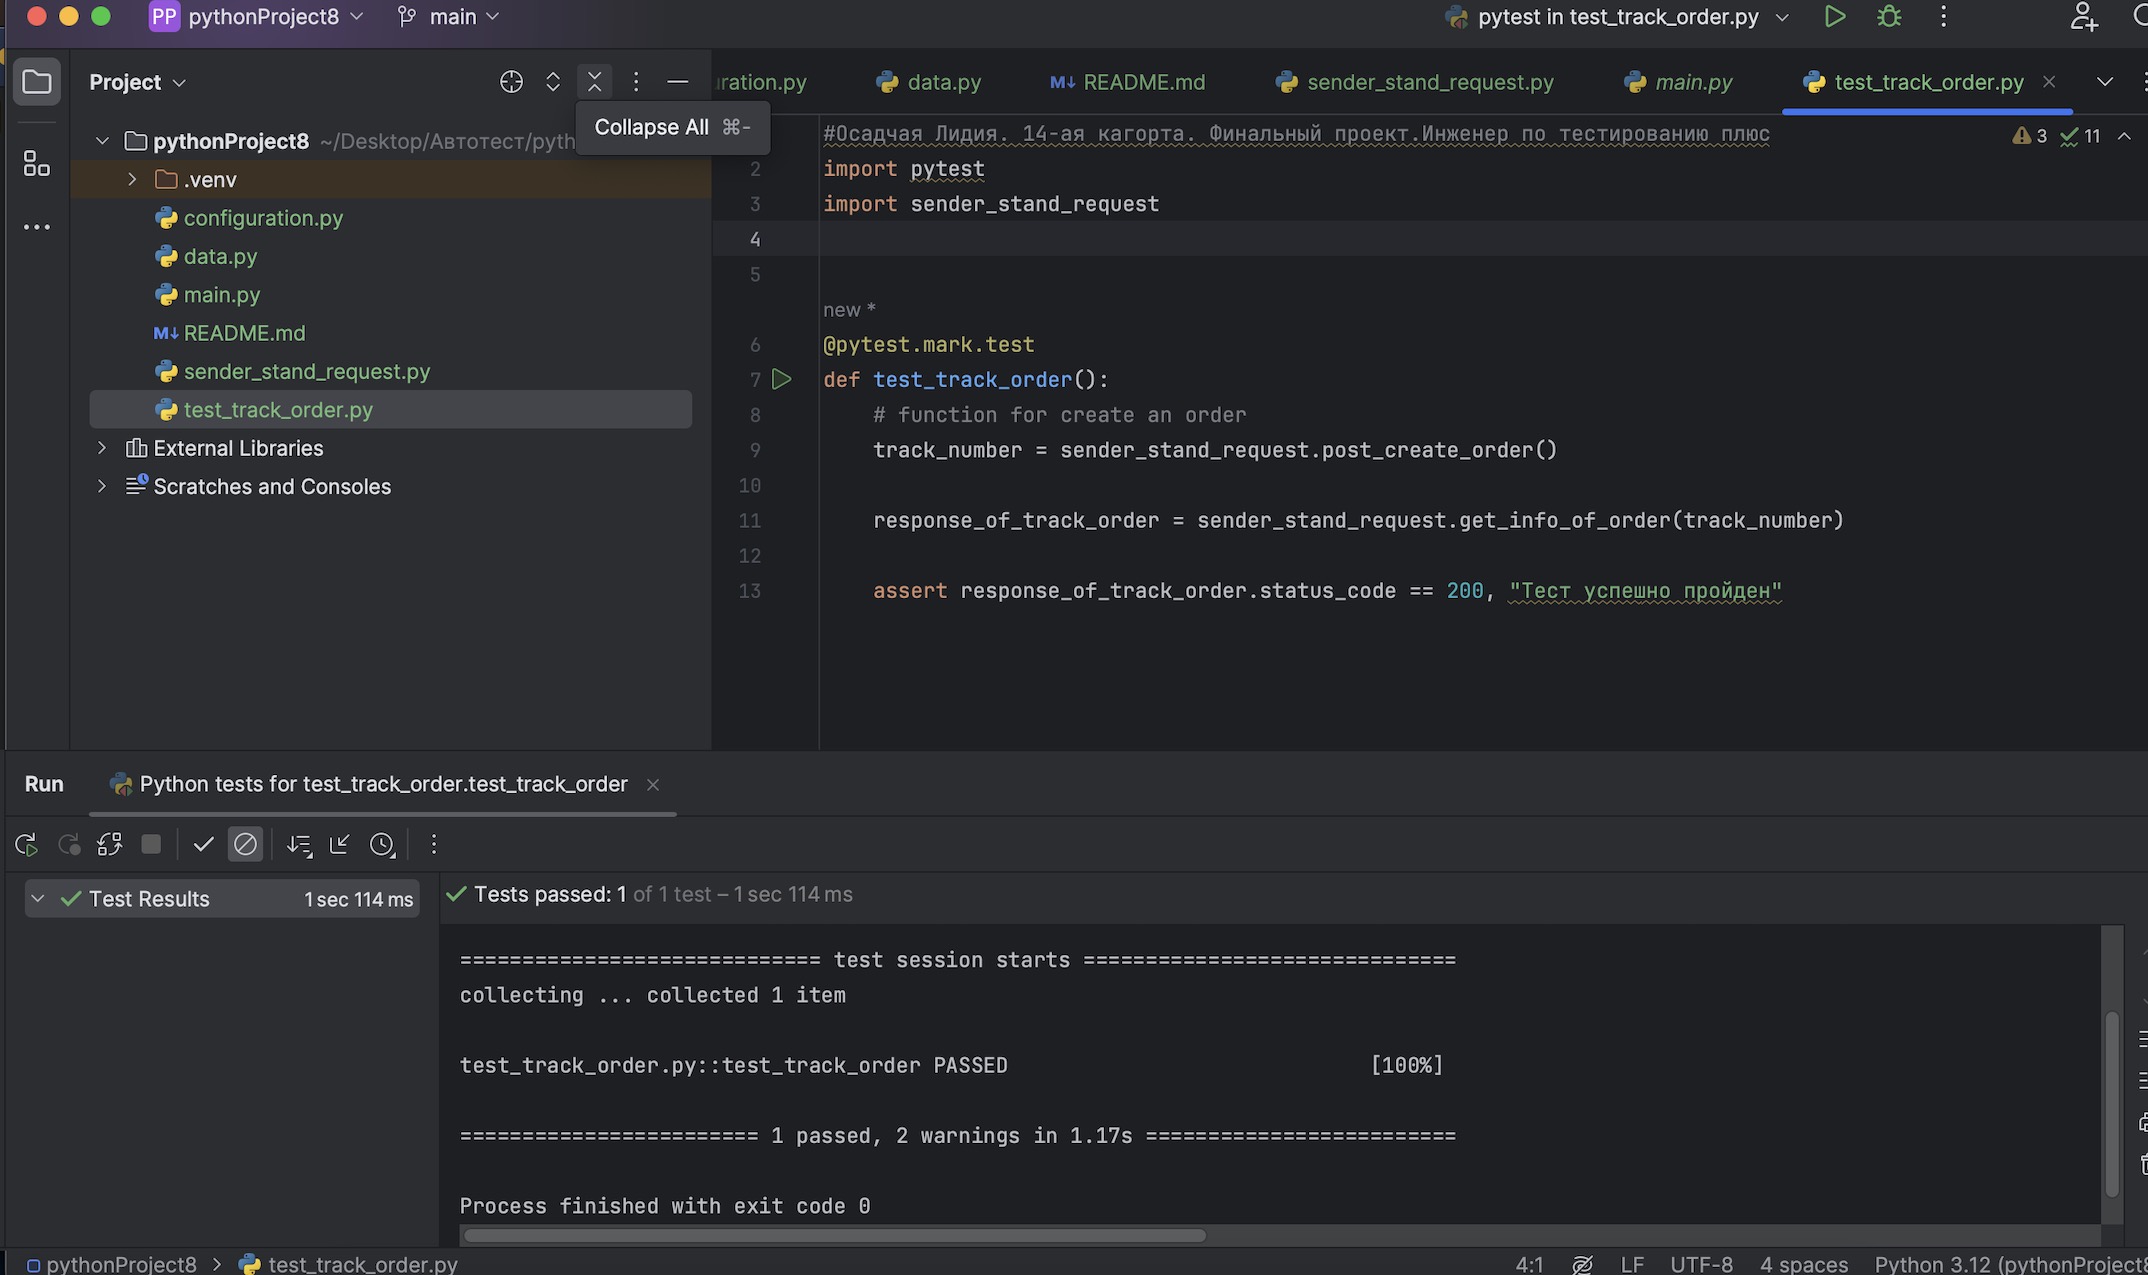 PP pythonProject8
main
pytest in test_track_order.py
Project
ration.py
data.py
M↓ README.md
sender_stand_request.py
main.py
test_track_order.py
Collapse All ⌘-
pythonProject8 ~/Desktop/Автотест/pyth
.venv
configuration.py
data.py
main.py
M↓ README.md
sender_stand_request.py
test_track_order.py
External Libraries
Scratches and Consoles
#Осадчая Лидия. 14-ая кагорта. Финальный проект.Инженер по тестированию плюс
3 11
2 import pytest
3 import sender_stand_request
4
5
new *
6 @pytest.mark.test
7 def test_track_order():
8 # function for create an order
9 track_number = sender_stand_request.post_create_order()
10
11 response_of_track_order = sender_stand_request.get_info_of_order(track_number)
12
13 assert response_of_track_order.status_code == 200, "Тест успешно пройден"
Run
Python tests for test_track_order.test_track_order
Test Results 1 sec 114 ms
Tests passed: 1 of 1 test – 1 sec 114 ms
============================= test session starts ==============================
collecting ... collected 1 item
test_track_order.py::test_track_order PASSED [100%]
======================== 1 passed, 2 warnings in 1.17s =========================
Process finished with exit code 0
pythonProject8 > test_track_order.py
4:1 LF UTF-8 4 spaces Python 3.12 (pythonProject8